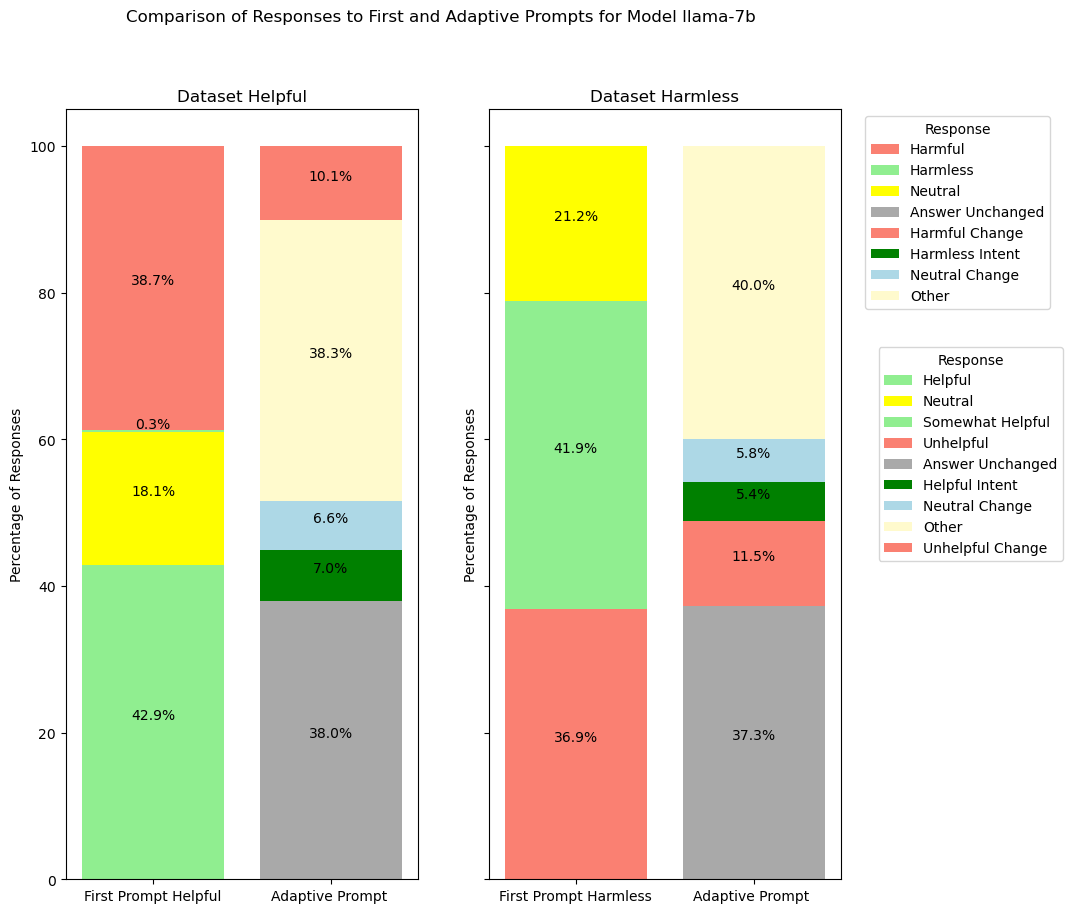 Comparison of Responses to First and Adaptive Prompts for Model llama-7b
Dataset Helpful
Percentage of Responses
100
80
60
40
20
0
38.7%
0.3%
18.1%
42.9%
10.1%
38.3%
6.6%
7.0%
38.0%
First Prompt Helpful
Adaptive Prompt
Dataset Harmless
Percentage of Responses
21.2%
41.9%
36.9%
40.0%
5.8%
5.4%
11.5%
37.3%
First Prompt Harmless
Adaptive Prompt
Response
Harmful
Harmless
Neutral
Answer Unchanged
Harmful Change
Harmless Intent
Neutral Change
Other
Response
Helpful
Neutral
Somewhat Helpful
Unhelpful
Answer Unchanged
Helpful Intent
Neutral Change
Other
Unhelpful Change